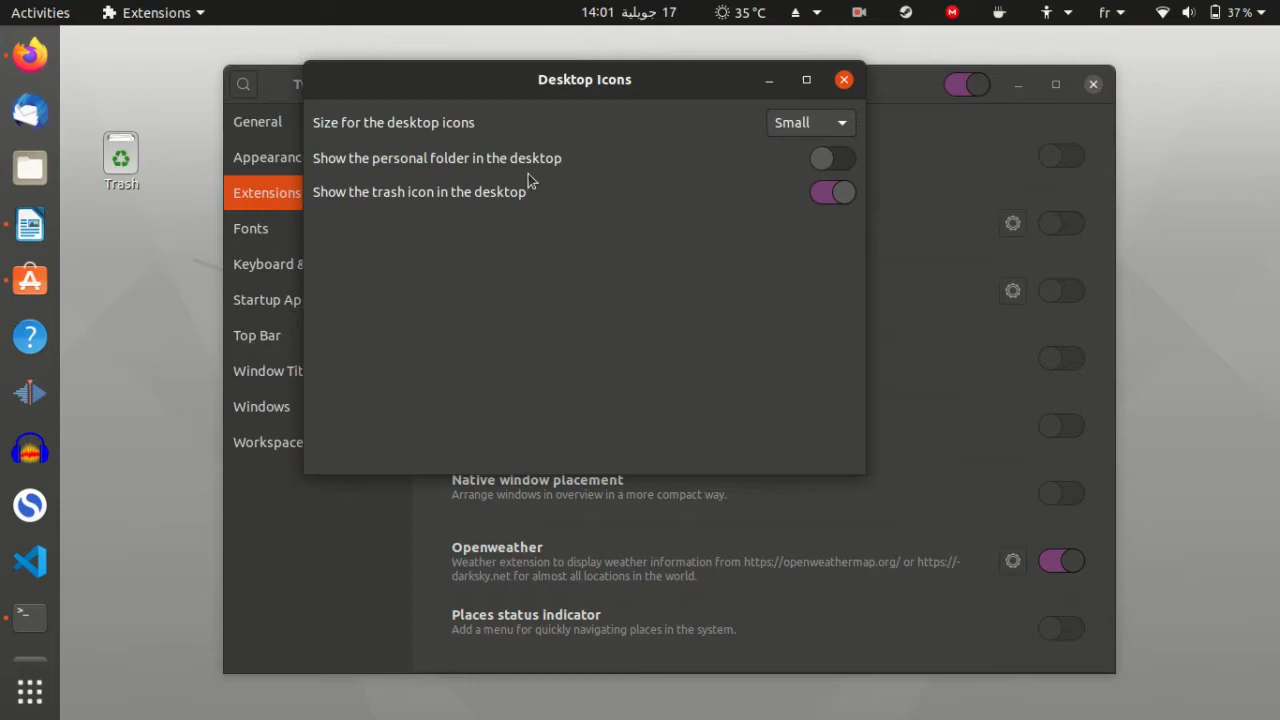 Activities Extensions 14:01 17 جويلية 35 °C M fr 37 %
Desktop Icons
Size for the desktop icons Small
Show the personal folder in the desktop
Show the trash icon in the desktop
Trash
General
Appearanc
Extensions
Fonts
Keyboard &
Startup Ap
Top Bar
Window Tit
Windows
Workspace
Native window placement
Arrange windows in overview in a more compact way.
Openweather
Weather extension to display weather information from https://openweathermap.org/ or https://-
darksky.net for almost all locations in the world.
Places status indicator
Add a menu for quickly navigating places in the system.